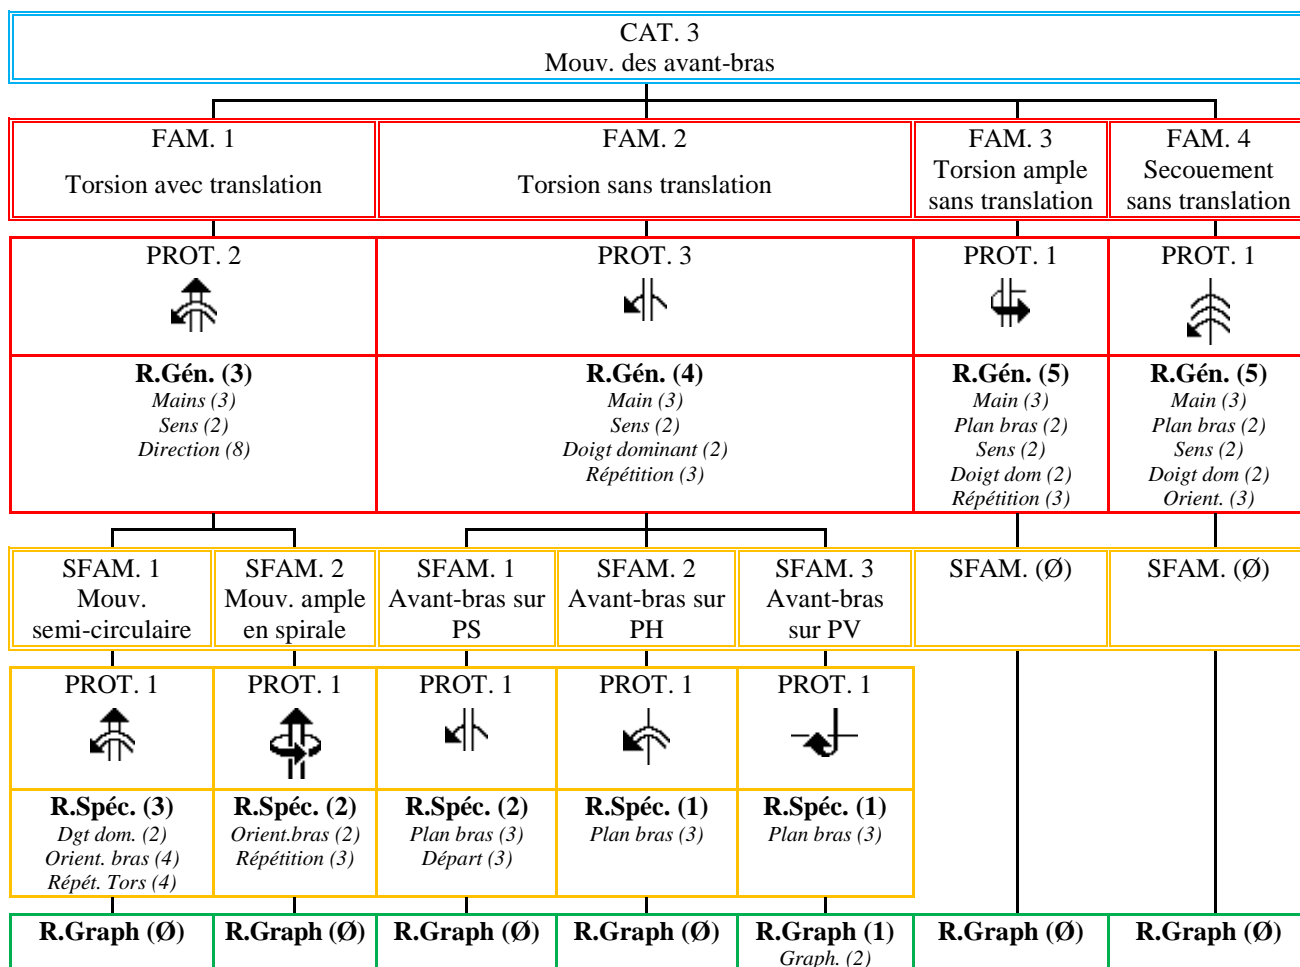 CAT. 3
Mouv. des avant-bras
FAM. 1
Torsion avec translation
FAM. 2
Torsion sans translation
FAM. 3
Torsion ample
sans translation
FAM. 4
Secouement
sans translation
PROT. 2
PROT. 3
PROT. 1
PROT. 1
R.Gén. (3)
Mains (3)
Sens (2)
Direction (8)
R.Gén. (4)
Main (3)
Sens (2)
Doigt dominant (2)
Répétition (3)
R.Gén. (5)
Main (3)
Plan bras (2)
Sens (2)
Doigt dom (2)
Répétition (3)
R.Gén. (5)
Main (3)
Plan bras (2)
Sens (2)
Doigt dom (2)
Orient. (3)
SFAM. 1
Mouv.
semi-circulaire
SFAM. 2
Mouv. ample
en spirale
SFAM. 1
Avant-bras sur
PS
SFAM. 2
Avant-bras sur
PH
SFAM. 3
Avant-bras
sur PV
SFAM. (Ø)
SFAM. (Ø)
PROT. 1
PROT. 1
PROT. 1
PROT. 1
PROT. 1
R.Spéc. (3)
Dgt dom. (2)
Orient. bras (4)
Répét. Tors (4)
R.Spéc. (2)
Orient.bras (2)
Répétition (3)
R.Spéc. (2)
Plan bras (3)
Départ (3)
R.Spéc. (1)
Plan bras (3)
R.Spéc. (1)
Plan bras (3)
R.Graph (Ø)
R.Graph (Ø)
R.Graph (Ø)
R.Graph (Ø)
R.Graph (1)
Graph. (2)
R.Graph (Ø)
R.Graph (Ø)